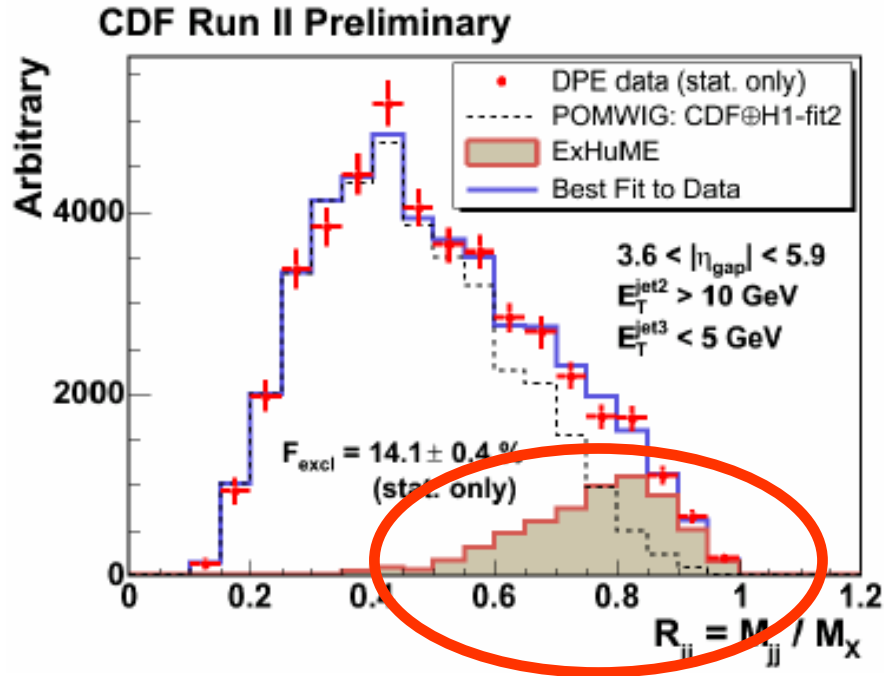 CDF Run II Preliminary
DPE data (stat. only)
POMWIG: CDF⊕H1-fit2
ExHuME
Best Fit to Data
3.6 < |η_gap| < 5.9
E_T^jet2 > 10 GeV
E_T^jet3 < 5 GeV
F_excl = 14.1 ± 0.4 %
(stat. only)
Arbitrary
4000
2000
0
0 0.2 0.4 0.6 0.8 1 1.2
R_jj = M_jj / M_X